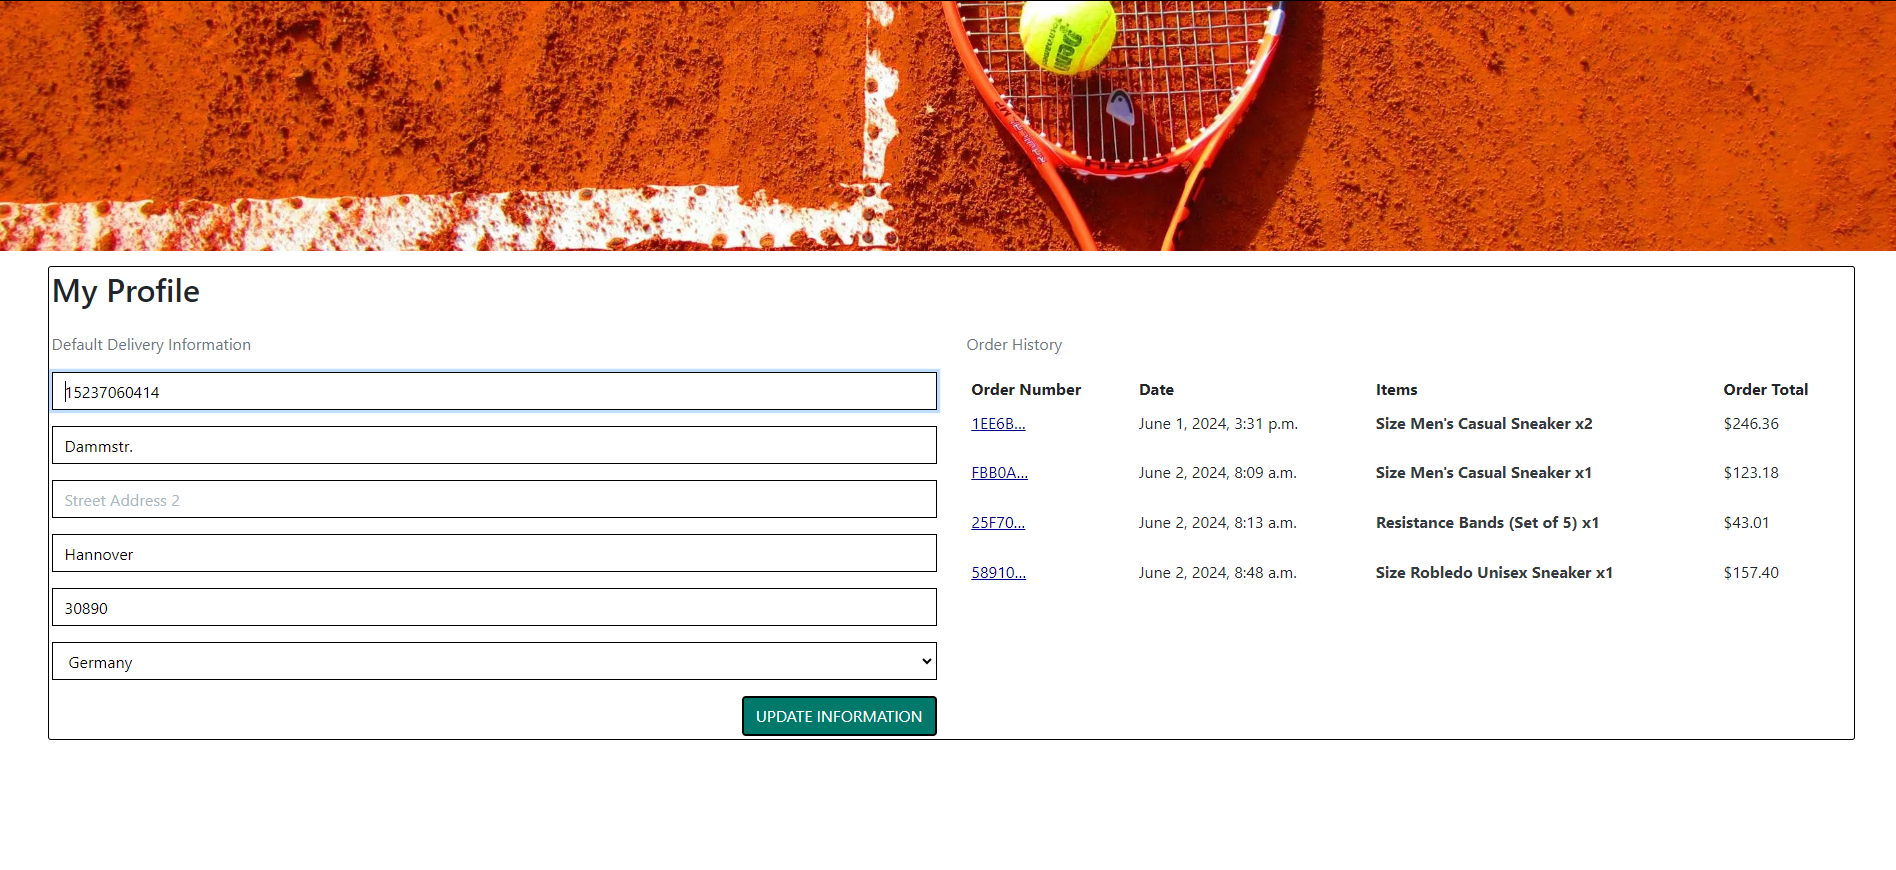 Penn
HEAD
My Profile
Default Delivery Information
15237060414
Dammstr.
Street Address 2
Hannover
30890
Germany
UPDATE INFORMATION
Order History
Order Number Date Items Order Total
1EE6B... June 1, 2024, 3:31 p.m. Size Men's Casual Sneaker x2 $246.36
FBB0A... June 2, 2024, 8:09 a.m. Size Men's Casual Sneaker x1 $123.18
25F70... June 2, 2024, 8:13 a.m. Resistance Bands (Set of 5) x1 $43.01
58910... June 2, 2024, 8:48 a.m. Size Robledo Unisex Sneaker x1 $157.40